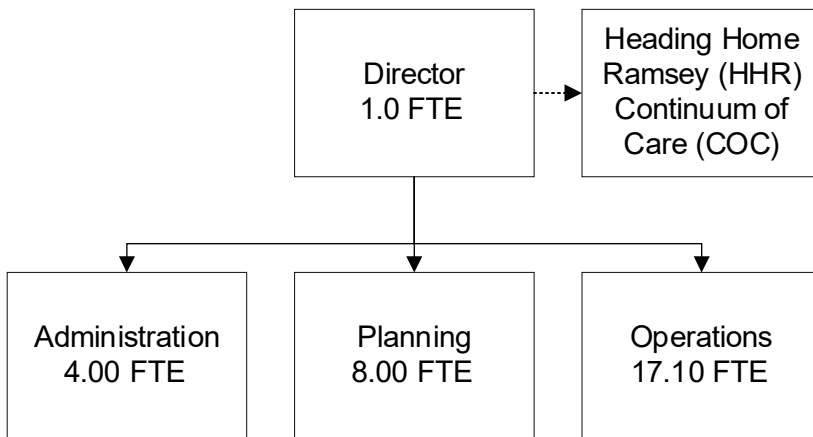 Director
1.0 FTE
Heading Home
Ramsey (HHR)
Continuum of
Care (COC)
Administration
4.00 FTE
Planning
8.00 FTE
Operations
17.10 FTE